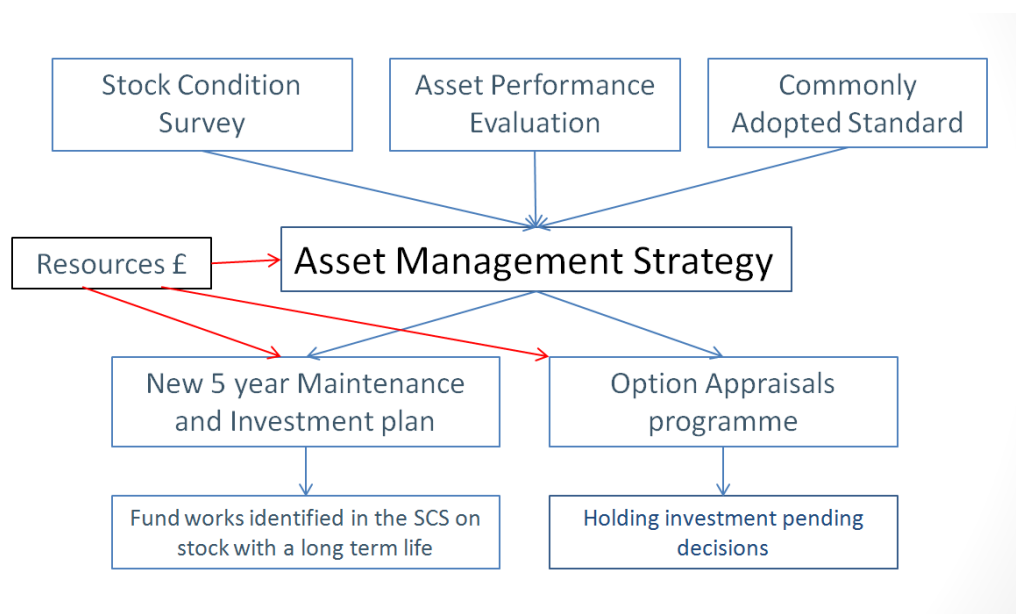 Stock Condition
Survey
Asset Performance
Evaluation
Commonly
Adopted Standard
Resources £
Asset Management Strategy
New 5 year Maintenance
and Investment plan
Option Appraisals
programme
Fund works identified in the SCS on
stock with a long term life
Holding investment pending
decisions